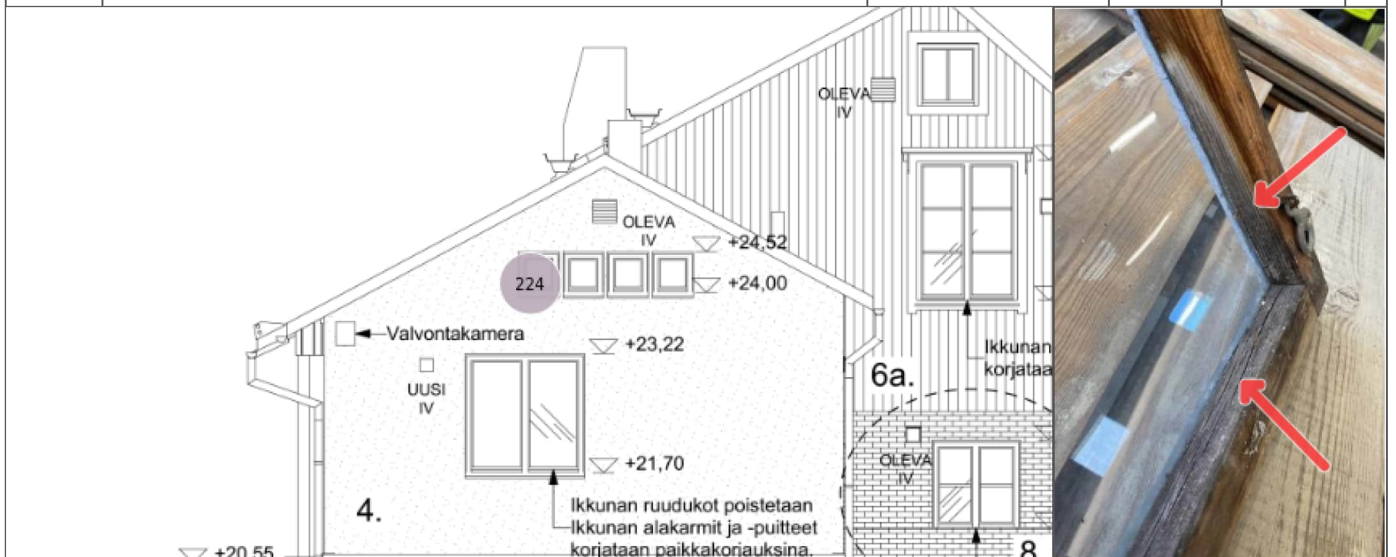 OLEVA
IV
OLEVA
IV
+24,52
224
+24,00
Valvontakamera
+23,22
Ikkunan
korjataa
6a.
UUSI
IV
OLEVA
IV
+21,70
Ikkunan ruudukot poistetaan
Ikkunan alakarmit ja -puitteet
korjataan paikkakorjauksina.
4.
8
+20,55